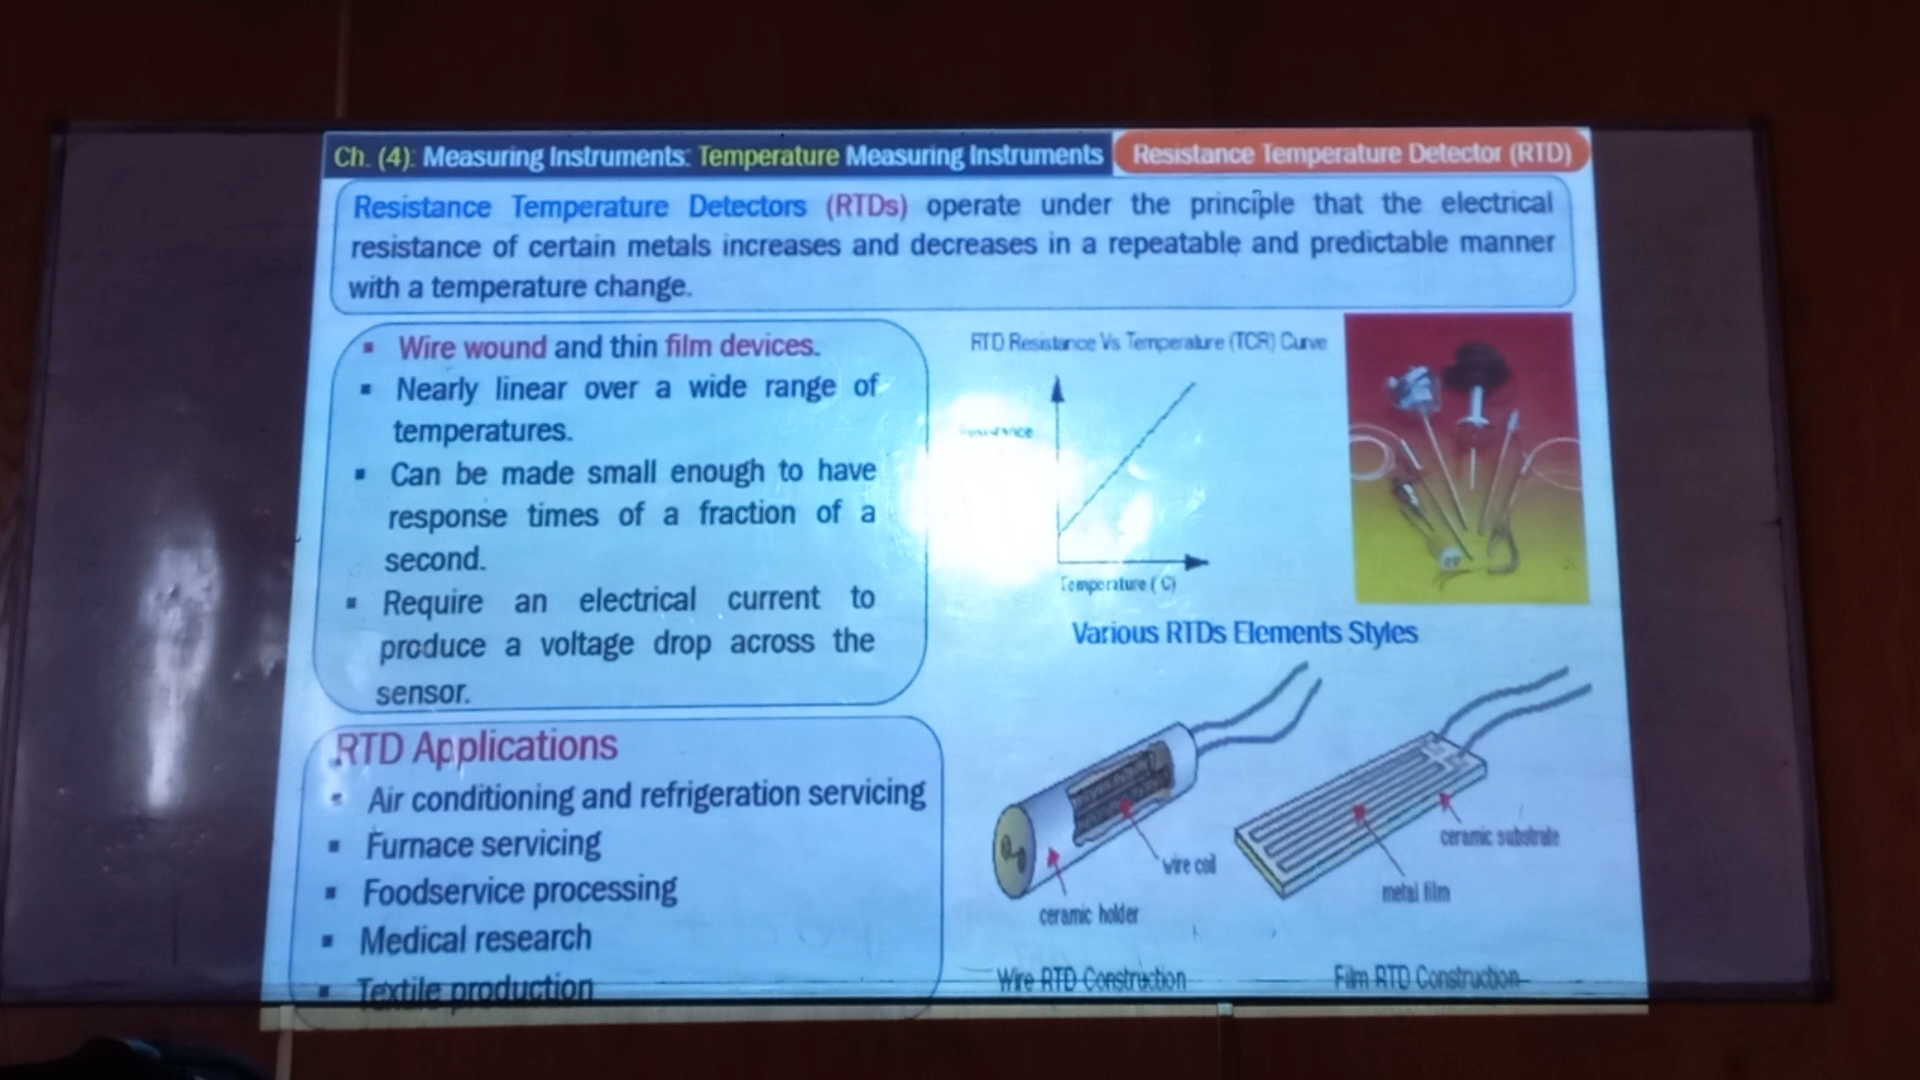 Ch. (4): Measuring Instruments: Temperature Measuring Instruments
Resistance Temperature Detector (RTD)
Resistance Temperature Detectors (RTDs) operate under the principle that the electrical
resistance of certain metals increases and decreases in a repeatable and predictable manner
with a temperature change.
▪ Wire wound and thin film devices.
▪ Nearly linear over a wide range of
temperatures.
▪ Can be made small enough to have
response times of a fraction of a
second.
▪ Require an electrical current to
produce a voltage drop across the
sensor.
RTD Applications
▪ Air conditioning and refrigeration servicing
▪ Furnace servicing
▪ Foodservice processing
▪ Medical research
▪ Textile production
RTD Resistance Vs Temperature (TCR) Curve
Temperature ( C)
Various RTDs Elements Styles
wire coil
ceramic holder
ceramic substrate
metal film
Wire RTD Construction
Film RTD Construction